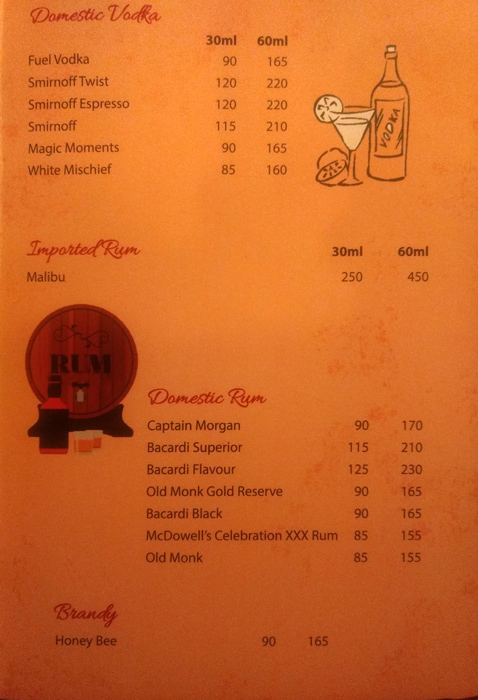 Domestic Vodka
30ml 60ml
Fuel Vodka 90 165
Smirnoff Twist 120 220
Smirnoff Espresso 120 220
Smirnoff 115 210
Magic Moments 90 165
White Mischief 85 160
VODKA
Imported Rum 30ml 60ml
Malibu 250 450
RUM
Domestic Rum
Captain Morgan 90 170
Bacardi Superior 115 210
Bacardi Flavour 125 230
Old Monk Gold Reserve 90 165
Bacardi Black 90 165
McDowell's Celebration XXX Rum 85 155
Old Monk 85 155
Brandy
Honey Bee 90 165